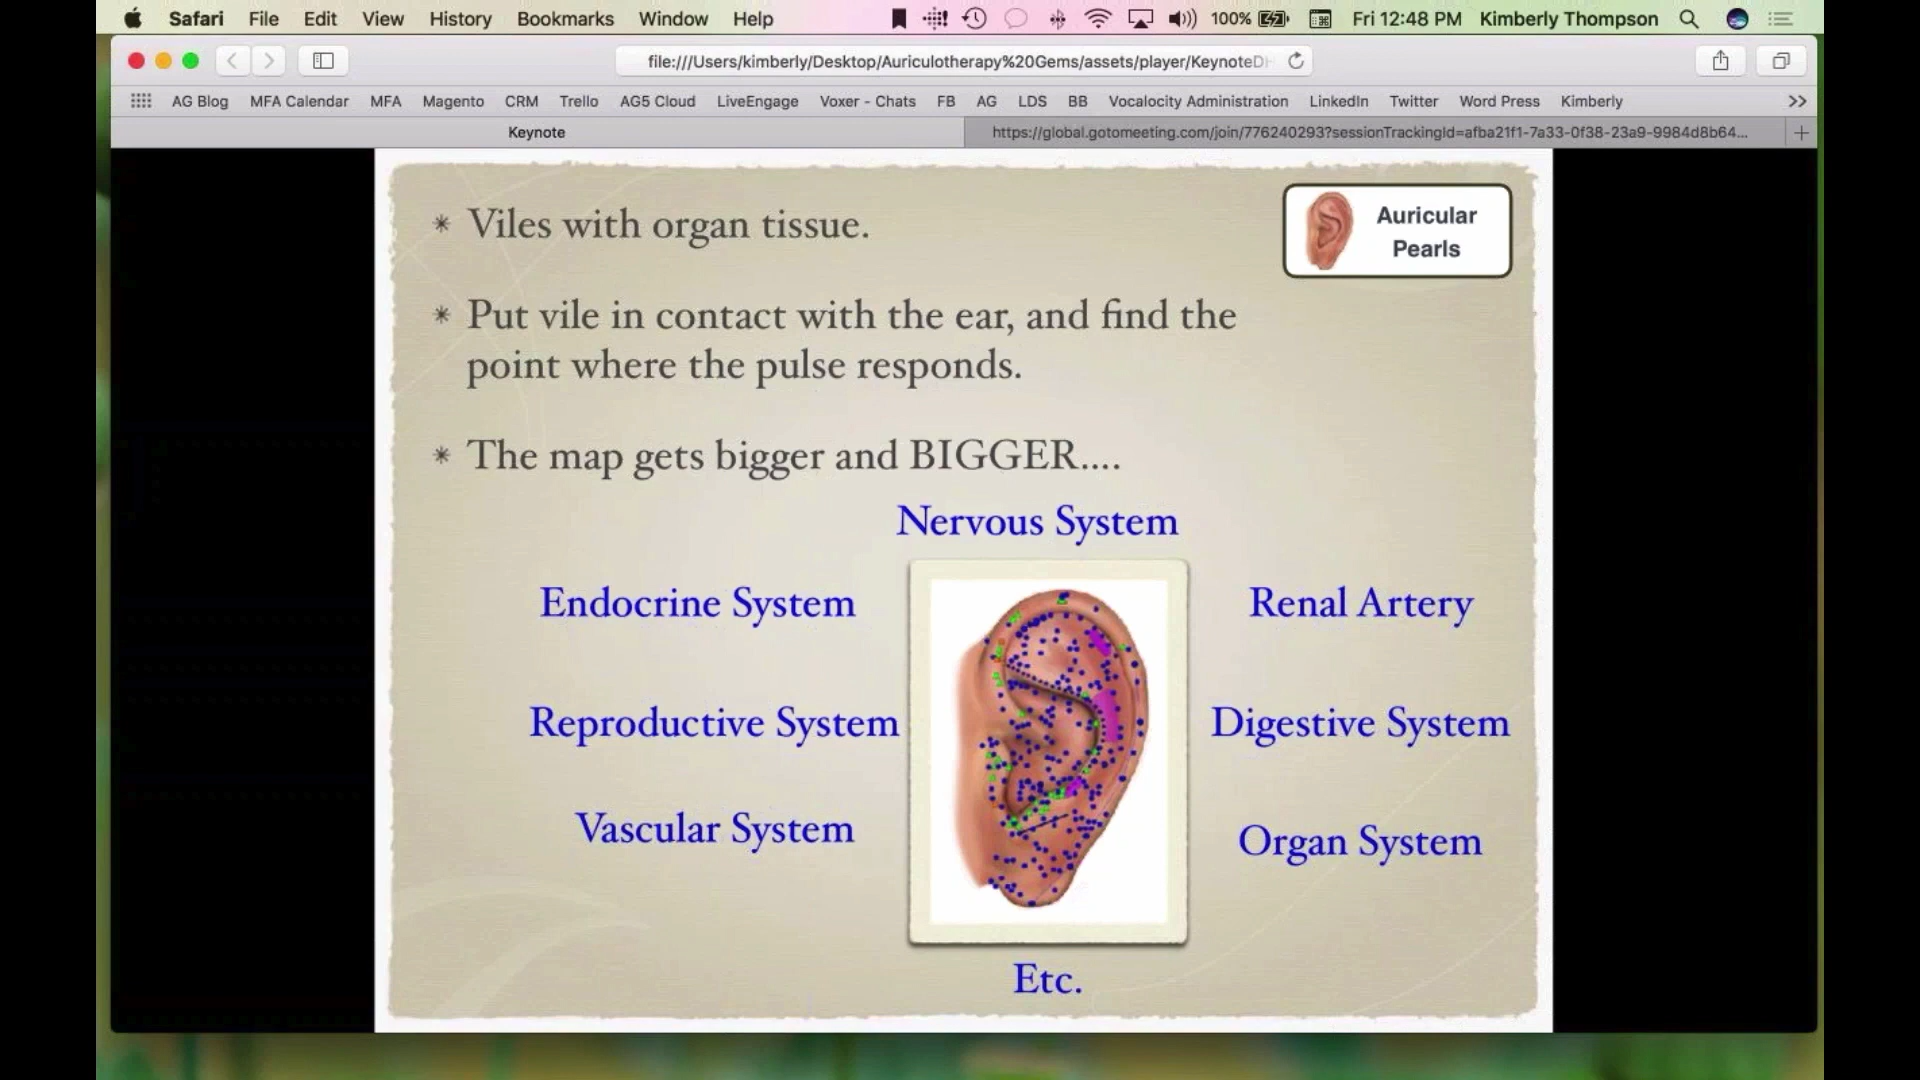 Safari File Edit View History Bookmarks Window Help 100% Fri 12:48 PM Kimberly Thompson
file:///Users/kimberly/Desktop/Auriculotherapy%20Gems/assets/player/KeynoteDH
AG Blog MFA Calendar MFA Magento CRM Trello AG5 Cloud LiveEngage Voxer - Chats FB AG LDS BB Vocalocity Administration LinkedIn Twitter Word Press Kimberly >>
Keynote https://global.gotomeeting.com/join/776240293?sessionTrackingId=afba21f1-7a33-0f38-23a9-9984d8b64...
Auricular
Pearls
* Viles with organ tissue.
* Put vile in contact with the ear, and find the
point where the pulse responds.
* The map gets bigger and BIGGER....
Nervous System
Endocrine System Renal Artery
Reproductive System Digestive System
Vascular System Organ System
Etc.